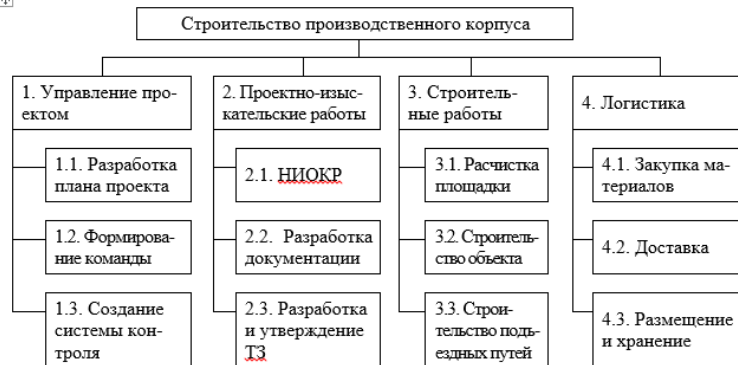 Строительство производственного корпуса
1. Управление про-
ектом
2. Проектно-изыс-
кательские работы
3. Строитель-
ные работы
4. Логистика
1.1. Разработка
плана проекта
2.1. НИОКР
3.1. Расчистка
площадки
4.1. Закупка ма-
териалов
1.2. Формирова-
ние команды
2.2. Разработка
документации
3.2. Строитель-
ство объекта
4.2. Доставка
1.3. Создание
системы кон-
троля
2.3. Разработка
и утверждение
ТЗ
3.3. Строи-
тельство подъ-
ездных путей
4.3. Размещение
и хранение